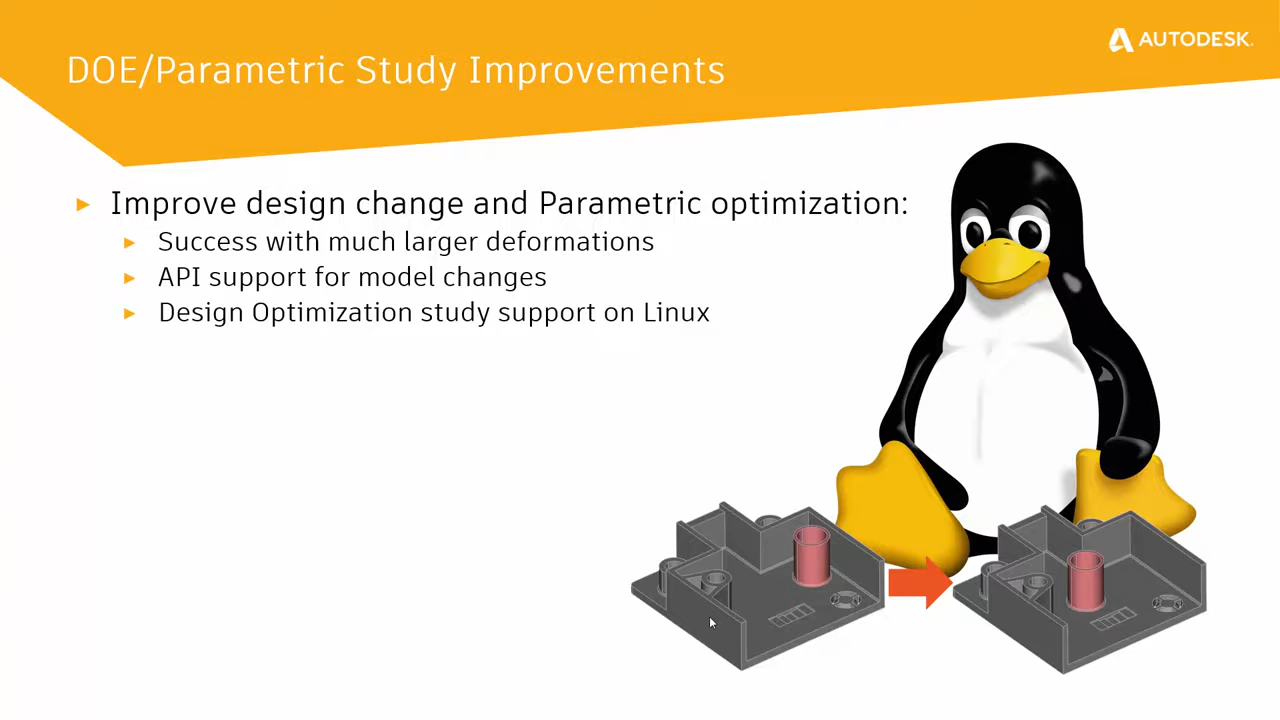 AUTODESK.
DOE/Parametric Study Improvements
Improve design change and Parametric optimization:
Success with much larger deformations
API support for model changes
Design Optimization study support on Linux